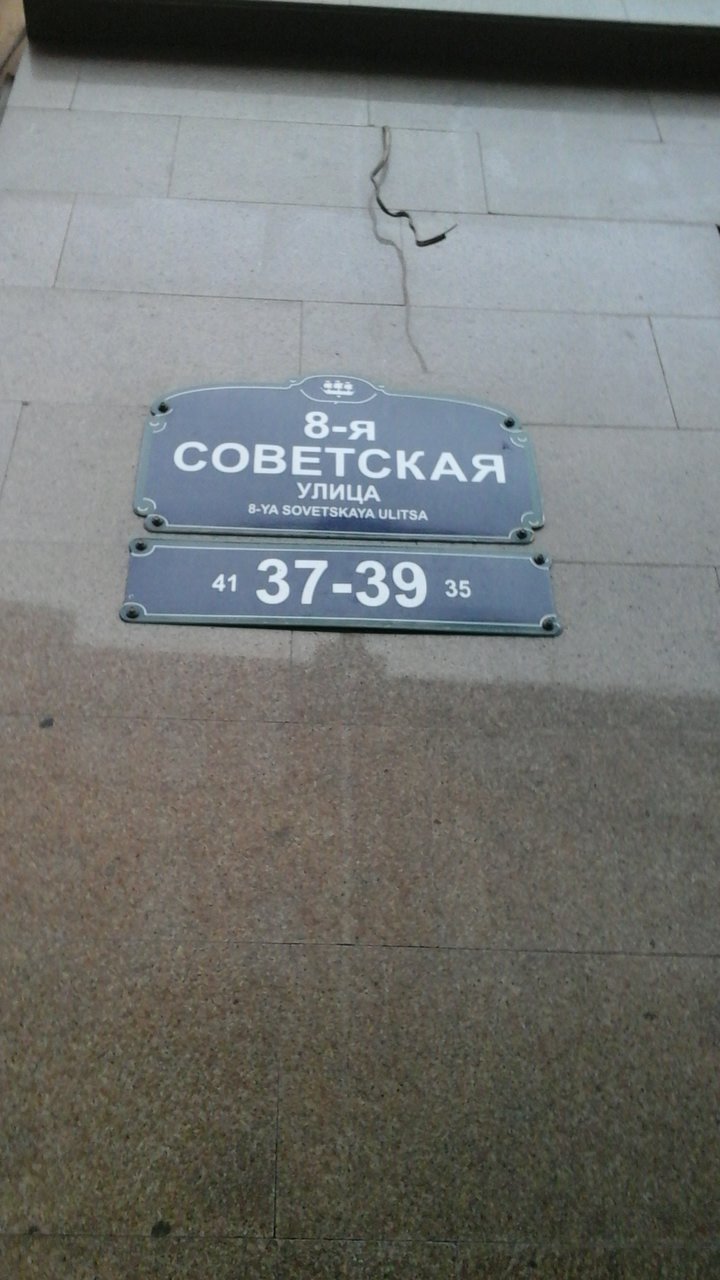 8-я
СОВЕТСКАЯ
УЛИЦА
8-YA SOVETSKAYA ULITSA
41 37-39 35